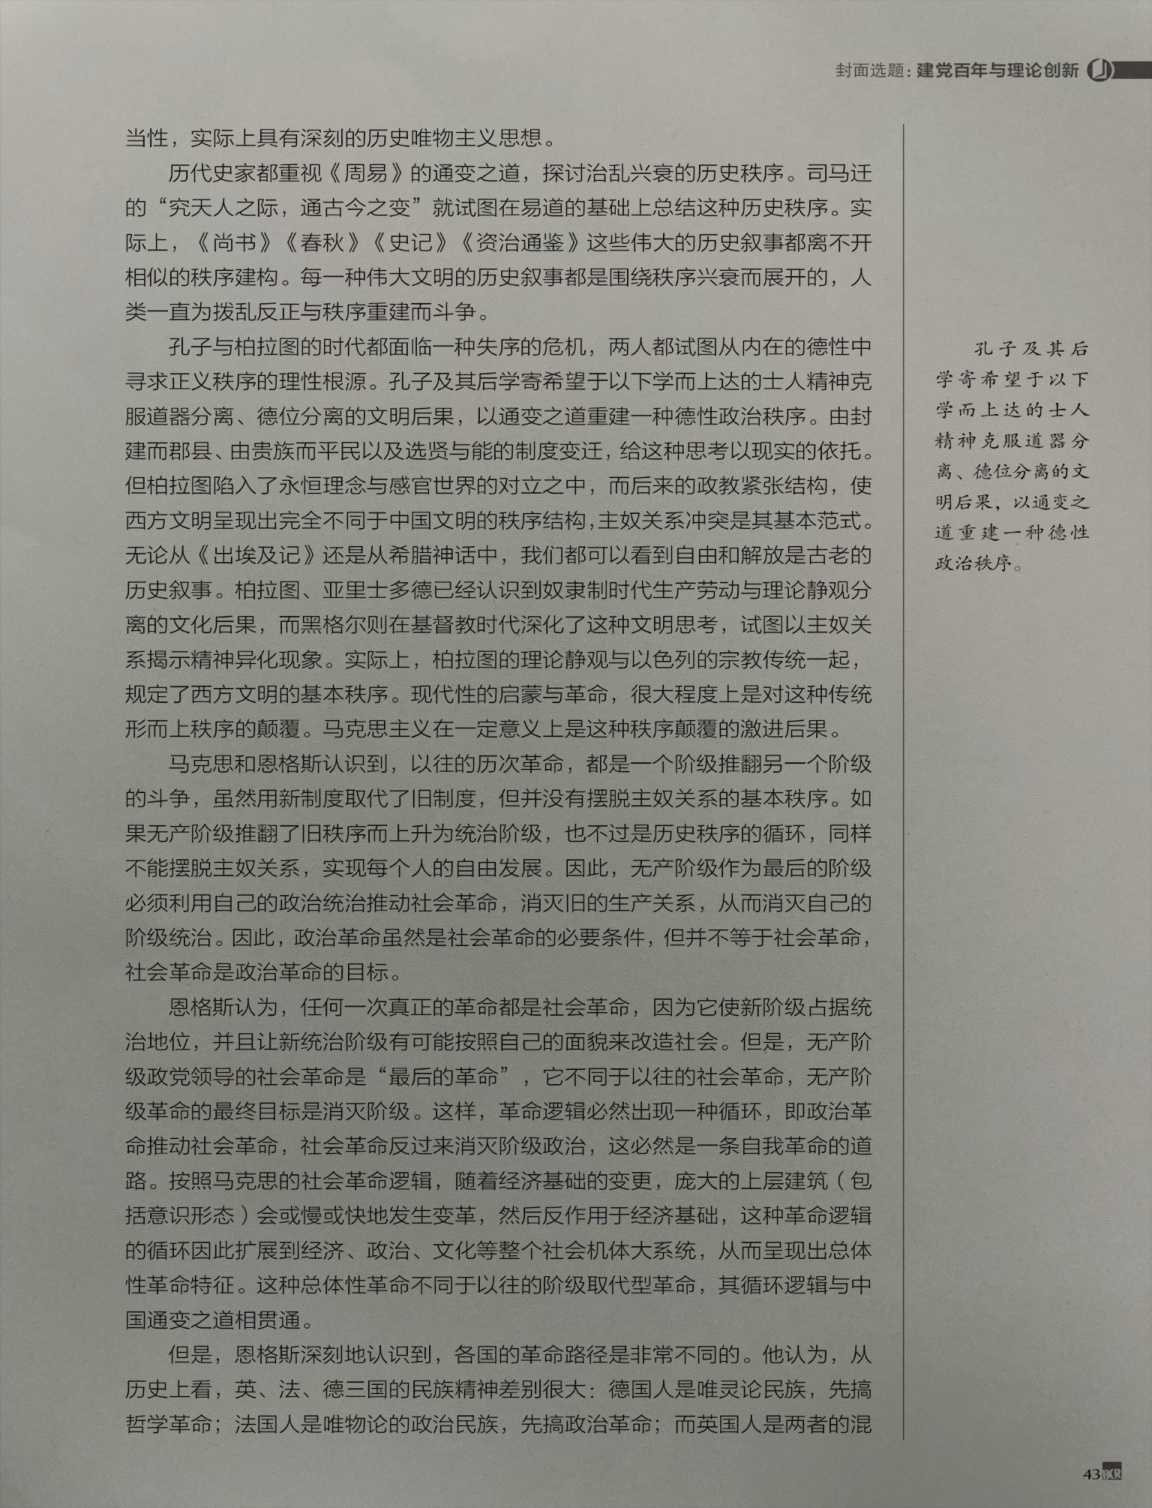 封面选题：建党百年与理论创新
当性，实际上具有深刻的历史唯物主义思想。
历代史家都重视《周易》的通变之道，探讨治乱兴衰的历史秩序。司马迁
的“究天人之际，通古今之变”就试图在易道的基础上总结这种历史秩序。实
际上，《尚书》《春秋》《史记》《资治通鉴》这些伟大的历史叙事都离不开
相似的秩序建构。每一种伟大文明的历史叙事都是围绕秩序兴衰而展开的，人
类一直为拨乱反正与秩序重建而斗争。
孔子与柏拉图的时代都面临一种失序的危机，两人都试图从内在的德性中
寻求正义秩序的理性根源。孔子及其后学寄希望于以下学而上达的士人精神克
服道器分离、德位分离的文明后果，以通变之道重建一种德性政治秩序。由封
建而郡县、由贵族而平民以及选贤与能的制度变迁，给这种思考以现实的依托。
但柏拉图陷入了永恒理念与感官世界的对立之中，而后来的政教紧张结构，使
西方文明呈现出完全不同于中国文明的秩序结构，主奴关系冲突是其基本范式。
无论从《出埃及记》还是从希腊神话中，我们都可以看到自由和解放是古老的
历史叙事。柏拉图、亚里士多德已经认识到奴隶制时代生产劳动与理论静观分
离的文化后果，而黑格尔则在基督教时代深化了这种文明思考，试图以主奴关
系揭示精神异化现象。实际上，柏拉图的理论静观与以色列的宗教传统一起，
规定了西方文明的基本秩序。现代性的启蒙与革命，很大程度上是对这种传统
形而上秩序的颠覆。马克思主义在一定意义上是这种秩序颠覆的激进后果。
马克思和恩格斯认识到，以往的历次革命，都是一个阶级推翻另一个阶级
的斗争，虽然用新制度取代了旧制度，但并没有摆脱主奴关系的基本秩序。如
果无产阶级推翻了旧秩序而上升为统治阶级，也不过是历史秩序的循环，同样
不能摆脱主奴关系，实现每个人的自由发展。因此，无产阶级作为最后的阶级
必须利用自己的政治统治推动社会革命，消灭旧的生产关系，从而消灭自己的
阶级统治。因此，政治革命虽然是社会革命的必要条件，但并不等于社会革命，
社会革命是政治革命的目标。
恩格斯认为，任何一次真正的革命都是社会革命，因为它使新阶级占据统
治地位，并且让新统治阶级有可能按照自己的面貌来改造社会。但是，无产阶
级政党领导的社会革命是“最后的革命”，它不同于以往的社会革命，无产阶
级革命的最终目标是消灭阶级。这样，革命逻辑必然出现一种循环，即政治革
命推动社会革命，社会革命反过来消灭阶级政治，这必然是一条自我革命的道
路。按照马克思的社会革命逻辑，随着经济基础的变更，庞大的上层建筑（包
括意识形态）会或慢或快地发生变革，然后反作用于经济基础，这种革命逻辑
的循环因此扩展到经济、政治、文化等整个社会机体大系统，从而呈现出总体
性革命特征。这种总体性革命不同于以往的阶级取代型革命，其循环逻辑与中
国通变之道相贯通。
但是，恩格斯深刻地认识到，各国的革命路径是非常不同的。他认为，从
历史上看，英、法、德三国的民族精神差别很大：德国人是唯灵论民族，先搞
哲学革命；法国人是唯物论的政治民族，先搞政治革命；而英国人是两者的混
孔子及其后
学寄希望于以下
学而上达的士人
精神克服道器分
离、德位分离的文
明后果，以通变之
道重建一种德性
政治秩序。
43